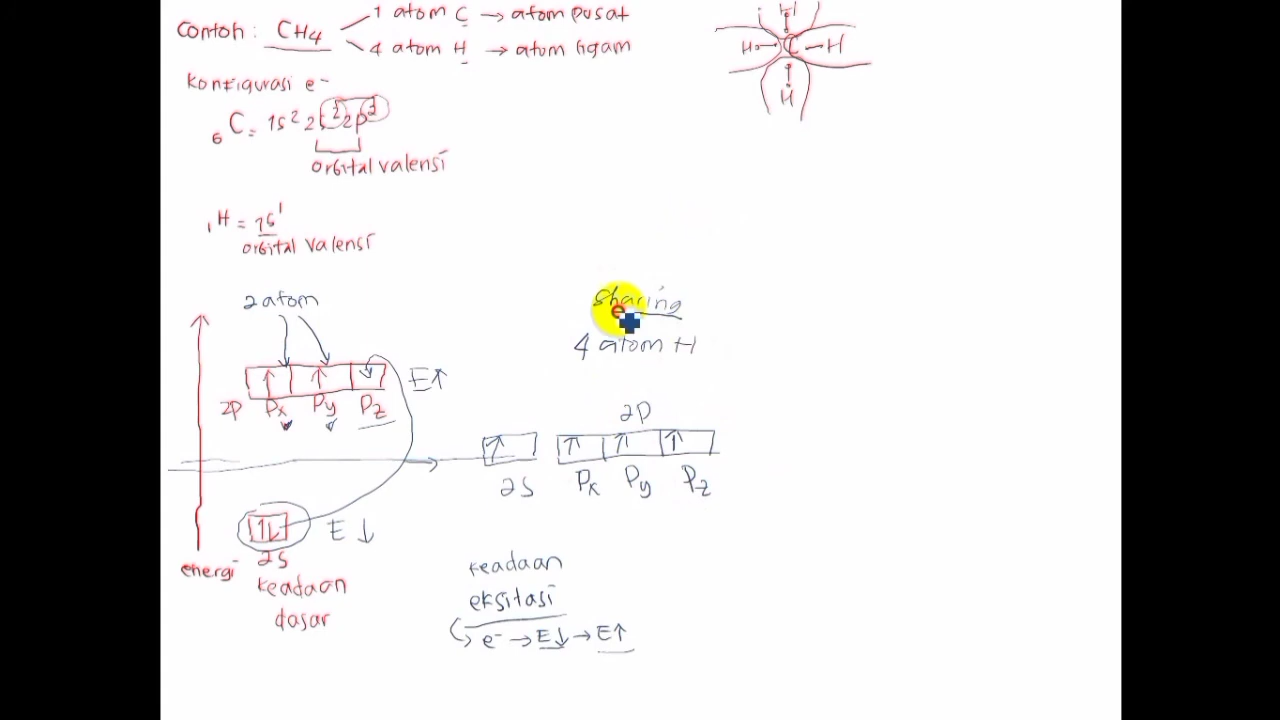 Contoh: CH4
1 atom C → atom pusat
4 atom H → atom ligam
H
H → C — H
H
Konfigurasi e⁻
₆C = 1s² 2s² 2p²
orbital valensi
₁H = 1s¹
orbital valensi
2 atom
sharing
4 atom H
E↑
2p Px Py Pz
2p
2s Px Py Pz
E↓
2s
energi
keadaan
dasar
keadaan
eksitasi
e⁻ → E↓ → E↑